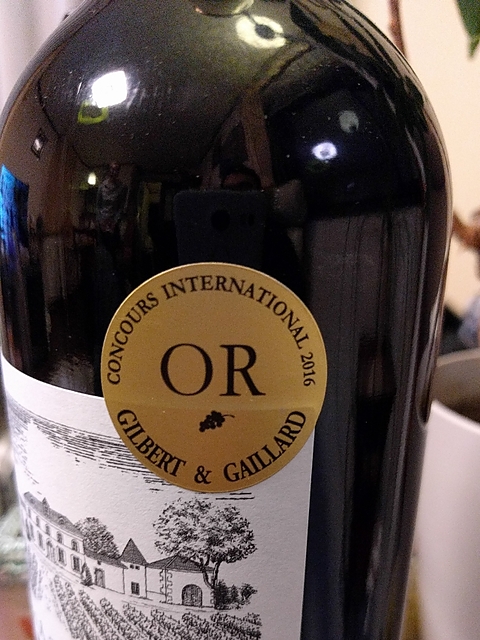 CONCOURS INTERNATIONAL 2016
OR
GILBERT & GAILLARD